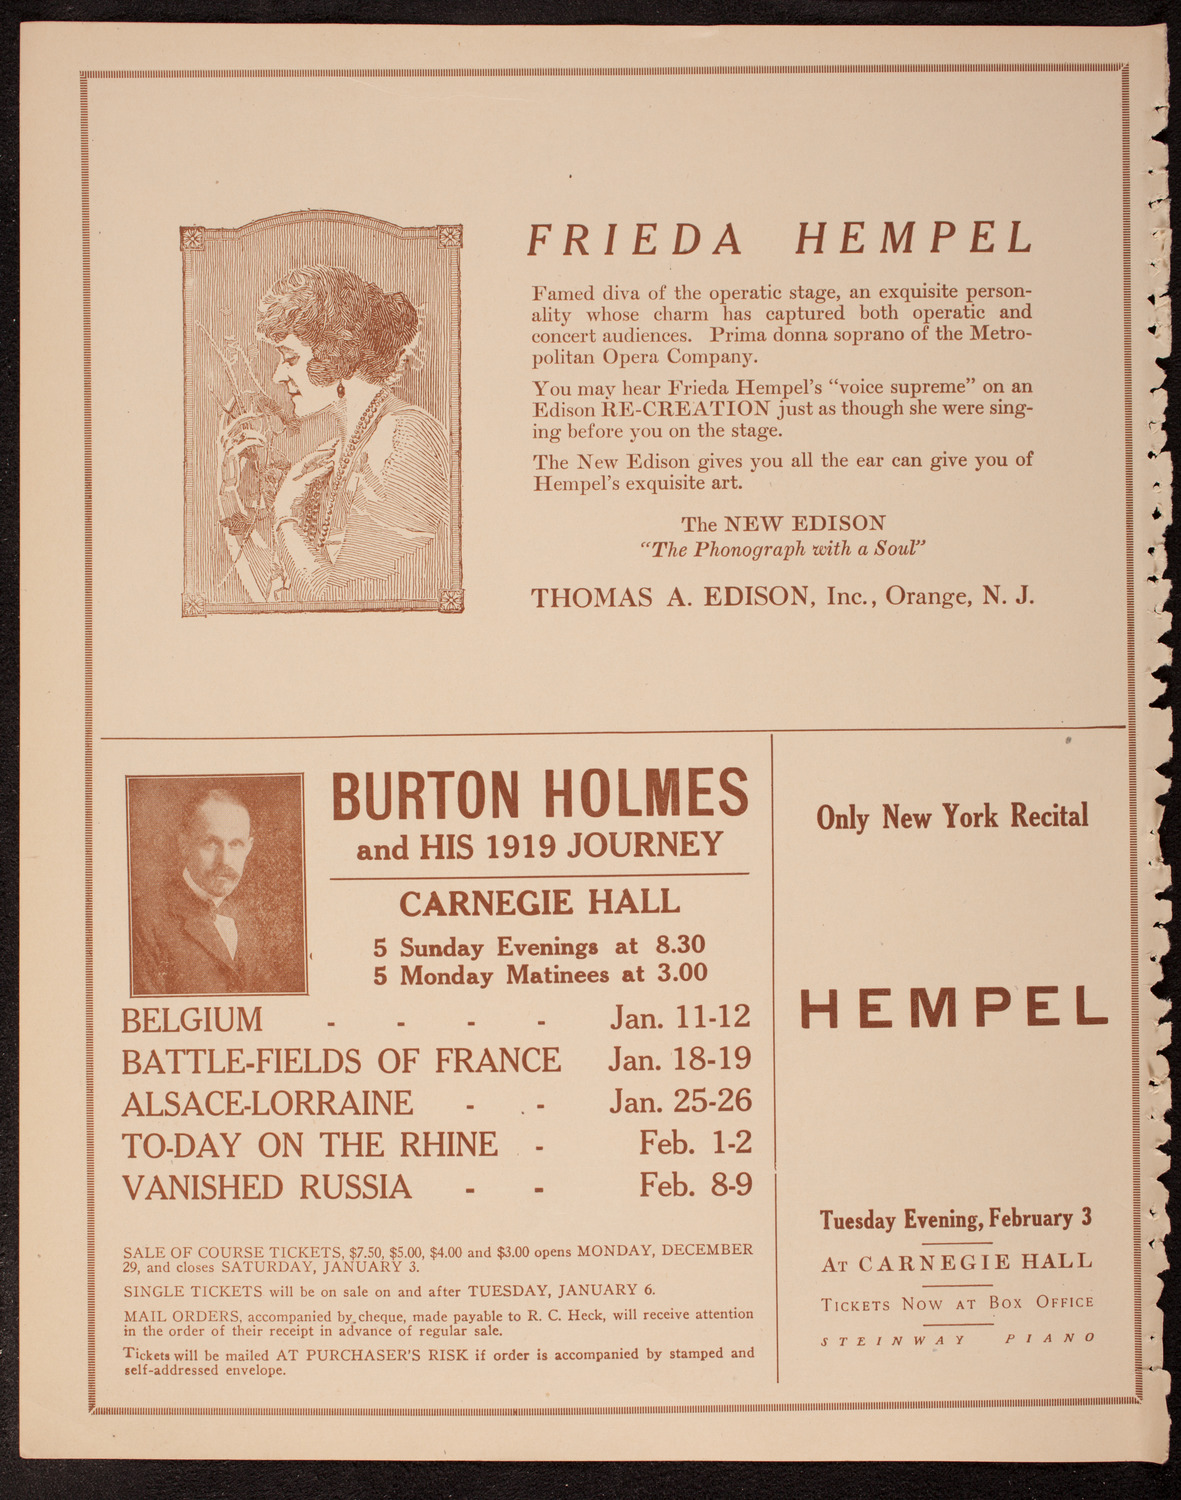 FRIEDA HEMPEL
Famed diva of the operatic stage, an exquisite person-
ality whose charm has captured both operatic and
concert audiences. Prima donna soprano of the Metro-
politan Opera Company.
You may hear Frieda Hempel's "voice supreme" on an
Edison RE-CREATION just as though she were sing-
ing before you on the stage.
The New Edison gives you all the ear can give you of
Hempel's exquisite art.
The NEW EDISON
"The Phonograph with a Soul"
THOMAS A. EDISON, Inc., Orange, N. J.
BURTON HOLMES
and HIS 1919 JOURNEY
CARNEGIE HALL
5 Sunday Evenings at 8.30
5 Monday Matinees at 3.00
BELGIUM - - - - Jan. 11-12
BATTLE-FIELDS OF FRANCE Jan. 18-19
ALSACE-LORRAINE - - Jan. 25-26
TO-DAY ON THE RHINE - Feb. 1-2
VANISHED RUSSIA - - Feb. 8-9
SALE OF COURSE TICKETS, $7.50, $5.00, $4.00 and $3.00 opens MONDAY, DECEMBER
29, and closes SATURDAY, JANUARY 3.
SINGLE TICKETS will be on sale on and after TUESDAY, JANUARY 6.
MAIL ORDERS, accompanied by cheque, made payable to R. C. Heck, will receive attention
in the order of their receipt in advance of regular sale.
Tickets will be mailed AT PURCHASER'S RISK if order is accompanied by stamped and
self-addressed envelope.
Only New York Recital
HEMPEL
Tuesday Evening, February 3
AT CARNEGIE HALL
TICKETS NOW AT BOX OFFICE
STEINWAY PIANO